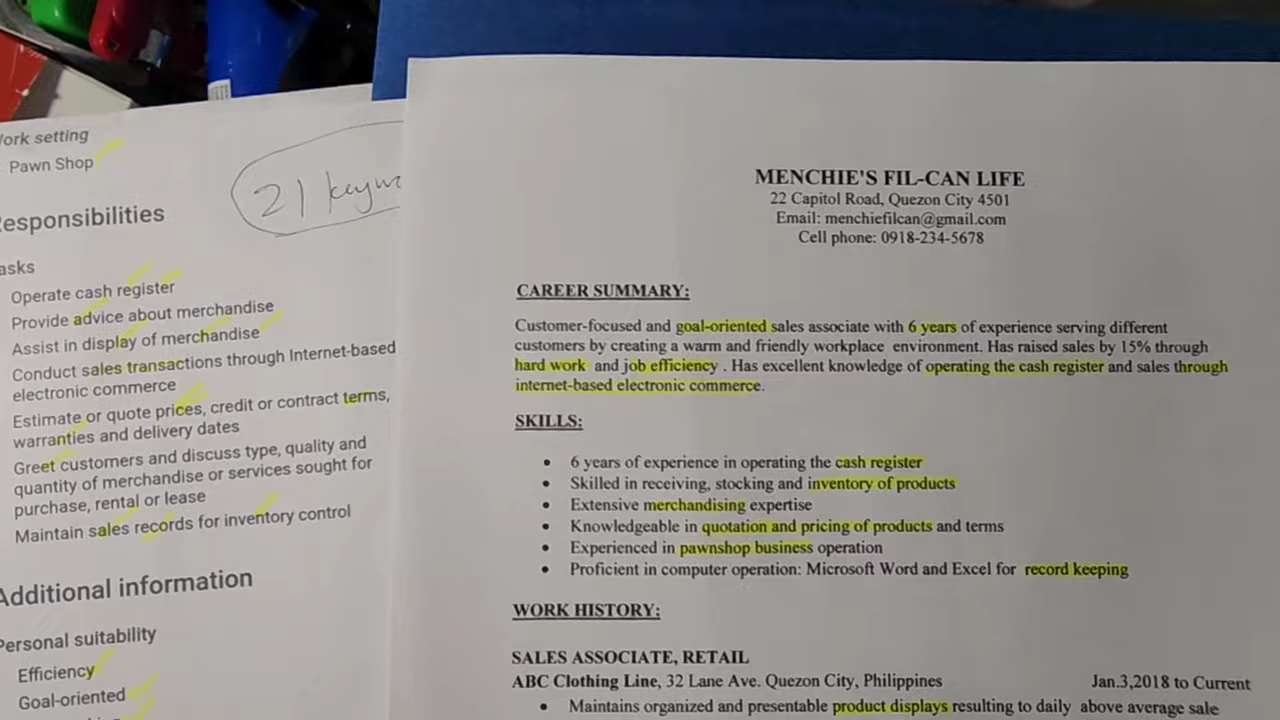 Work setting
Pawn Shop
Responsibilities
21
Tasks
Operate cash register
Provide advice about merchandise
Assist in display of merchandise
Conduct sales transactions through Internet-based
electronic commerce
Estimate or quote prices, credit or contract terms,
warranties and delivery dates
Greet customers and discuss type, quality and
quantity of merchandise or services sought for
purchase, rental or lease
Maintain sales records for inventory control
Additional information
Personal suitability
Efficiency
Goal-oriented
MENCHIE'S FIL-CAN LIFE
22 Capitol Road, Quezon City 4501
Email: menchiefilcan@gmail.com
Cell phone: 0918-234-5678
CAREER SUMMARY:
Customer-focused and goal-oriented sales associate with 6 years of experience serving different
customers by creating a warm and friendly workplace environment. Has raised sales by 15% through
hard work and job efficiency . Has excellent knowledge of operating the cash register and sales through
internet-based electronic commerce.
SKILLS:
• 6 years of experience in operating the cash register
• Skilled in receiving, stocking and inventory of products
• Extensive merchandising expertise
• Knowledgeable in quotation and pricing of products and terms
• Experienced in pawnshop business operation
• Proficient in computer operation: Microsoft Word and Excel for record keeping
WORK HISTORY:
SALES ASSOCIATE, RETAIL
ABC Clothing Line, 32 Lane Ave. Quezon City, Philippines Jan.3,2018 to Current
• Maintains organized and presentable product displays resulting to daily above average sale